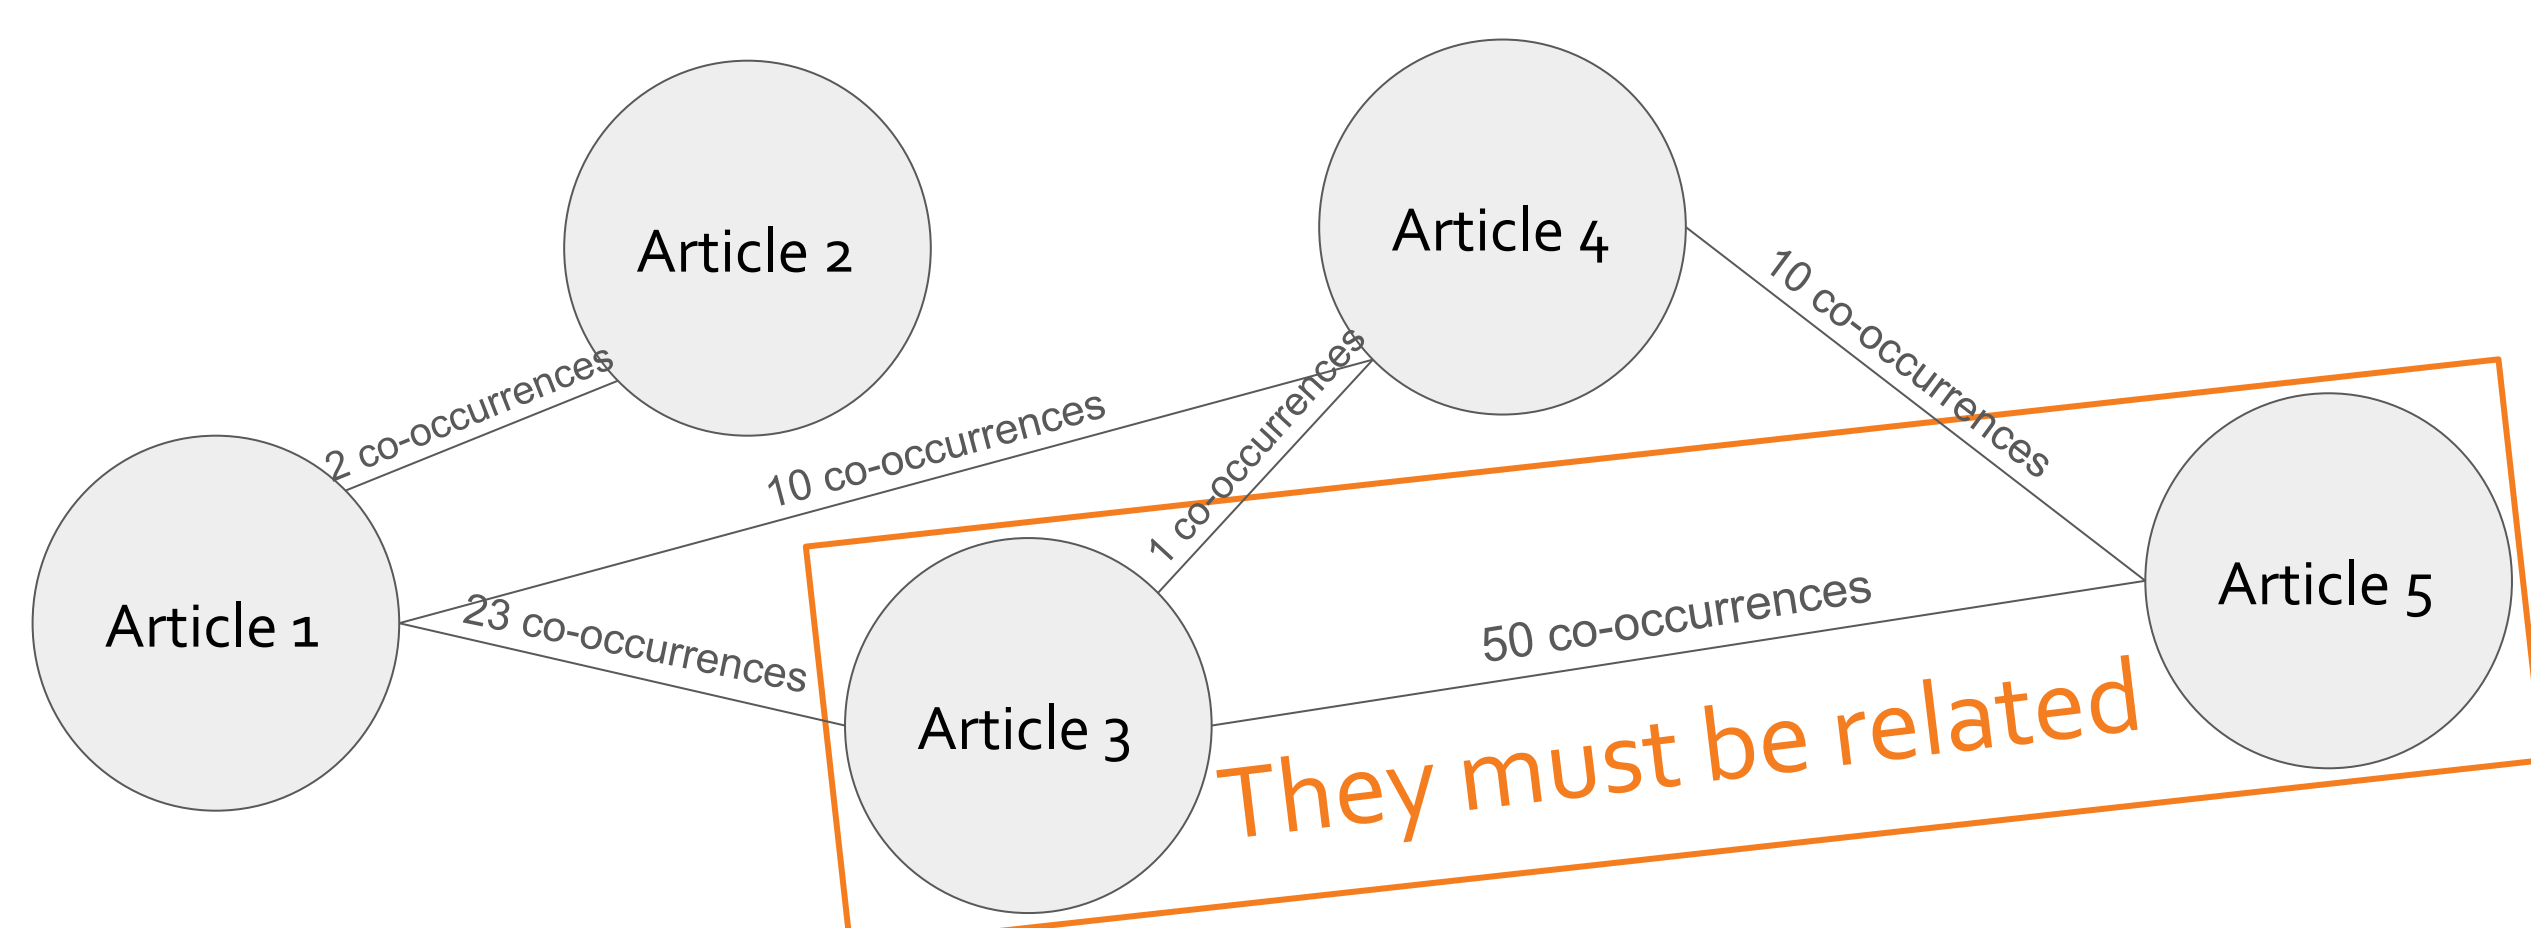 Article 2
Article 4
10 co-occurrences
2 co-occurrences
10 co-occurrences
1 co-occurrences
Article 1
23 co-occurrences
Article 3
50 co-occurrences
Article 5
They must be related